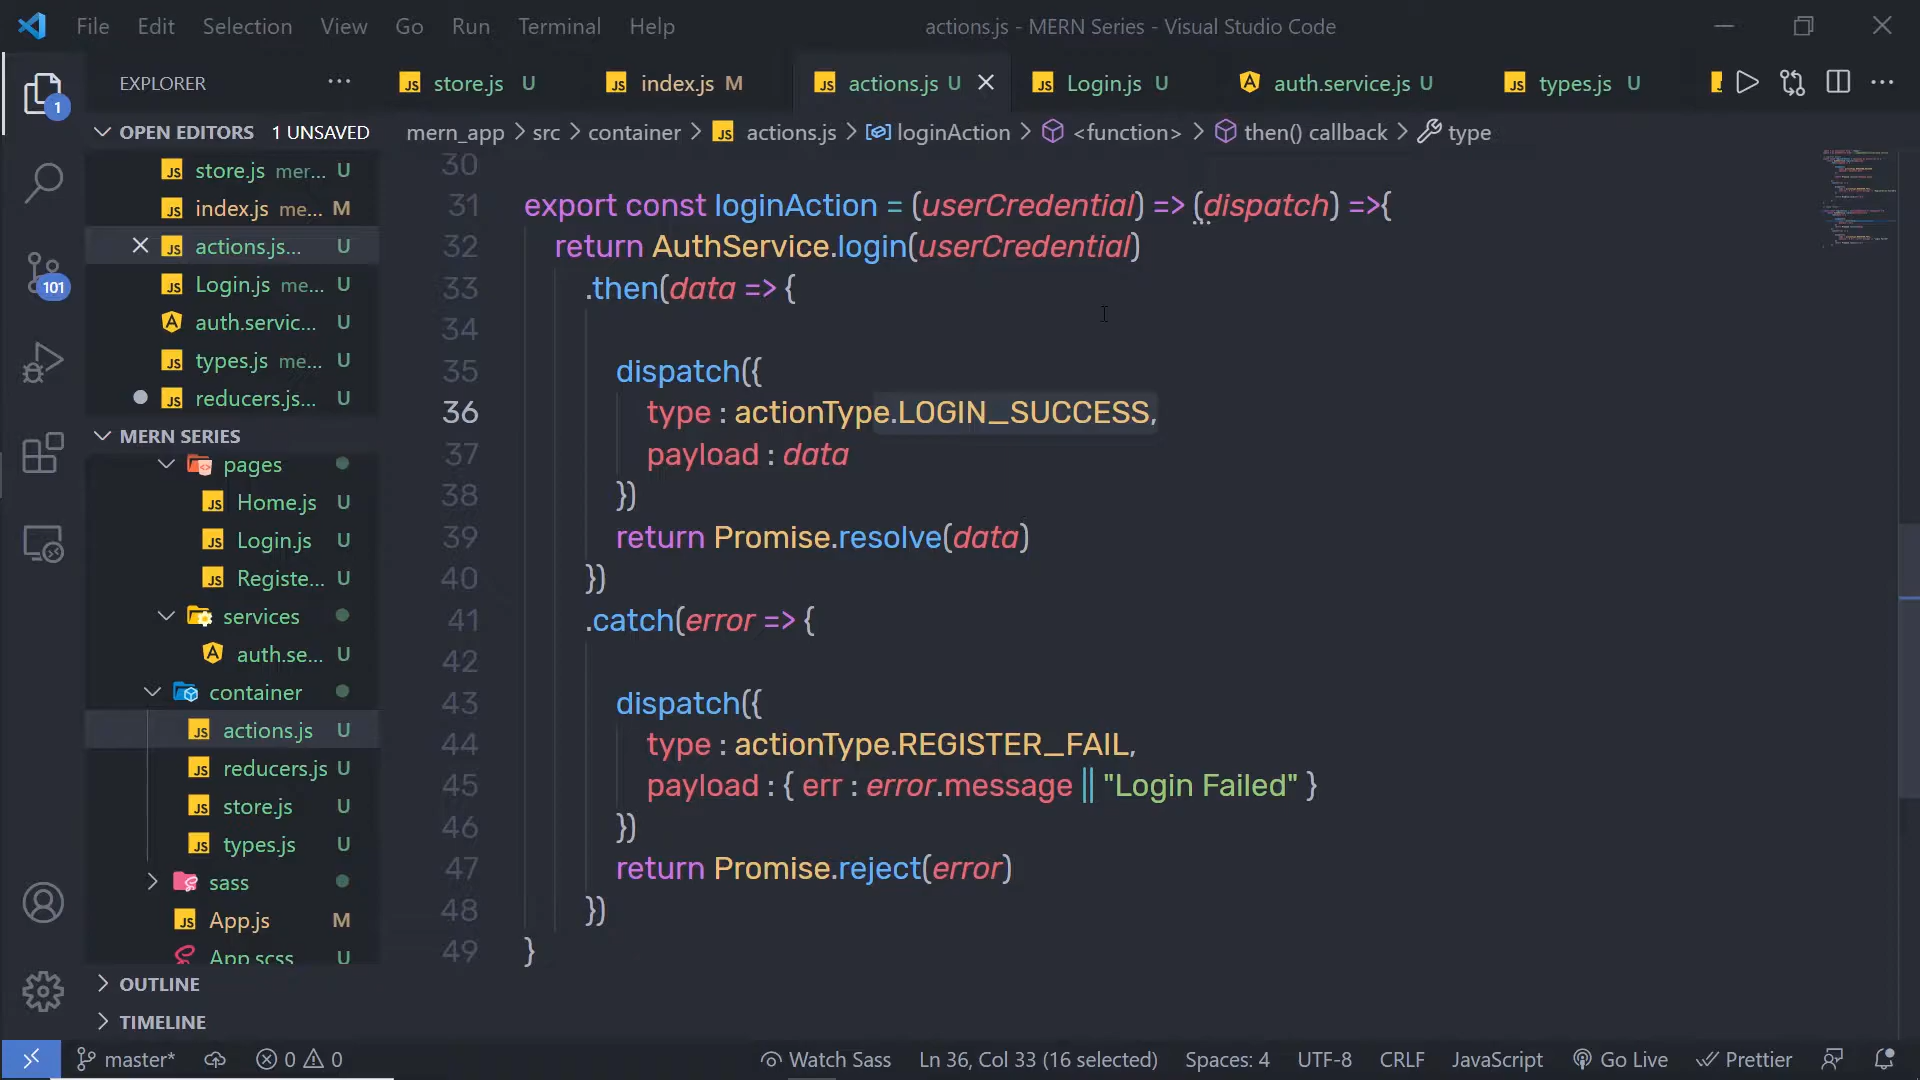 File Edit Selection View Go Run Terminal Help
actions.js - MERN Series - Visual Studio Code
EXPLORER ...
store.js U index.js M actions.js U Login.js U auth.service.js U types.js U
OPEN EDITORS 1 UNSAVED
mern_app > src > container > actions.js > loginAction > <function> > then() callback > type
store.js mer... U
index.js me... M
actions.js... U
Login.js me... U
auth.servic... U
types.js me... U
reducers.js... U
MERN SERIES
pages
Home.js U
Login.js U
Registe... U
services
auth.se... U
container
actions.js U
reducers.js U
store.js U
types.js U
sass
App.js M
App.scss U
OUTLINE
TIMELINE
1
101
30
31 export const loginAction = (userCredential) => (dispatch) =>{
32 return AuthService.login(userCredential)
33 .then(data => {
34
35 dispatch({
36 type : actionType.LOGIN_SUCCESS,
37 payload : data
38 })
39 return Promise.resolve(data)
40 })
41 .catch(error => {
42
43 dispatch({
44 type : actionType.REGISTER_FAIL,
45 payload : { err : error.message || "Login Failed" }
46 })
47 return Promise.reject(error)
48 })
49 }
master* 0 0 Watch Sass Ln 36, Col 33 (16 selected) Spaces: 4 UTF-8 CRLF JavaScript Go Live Prettier